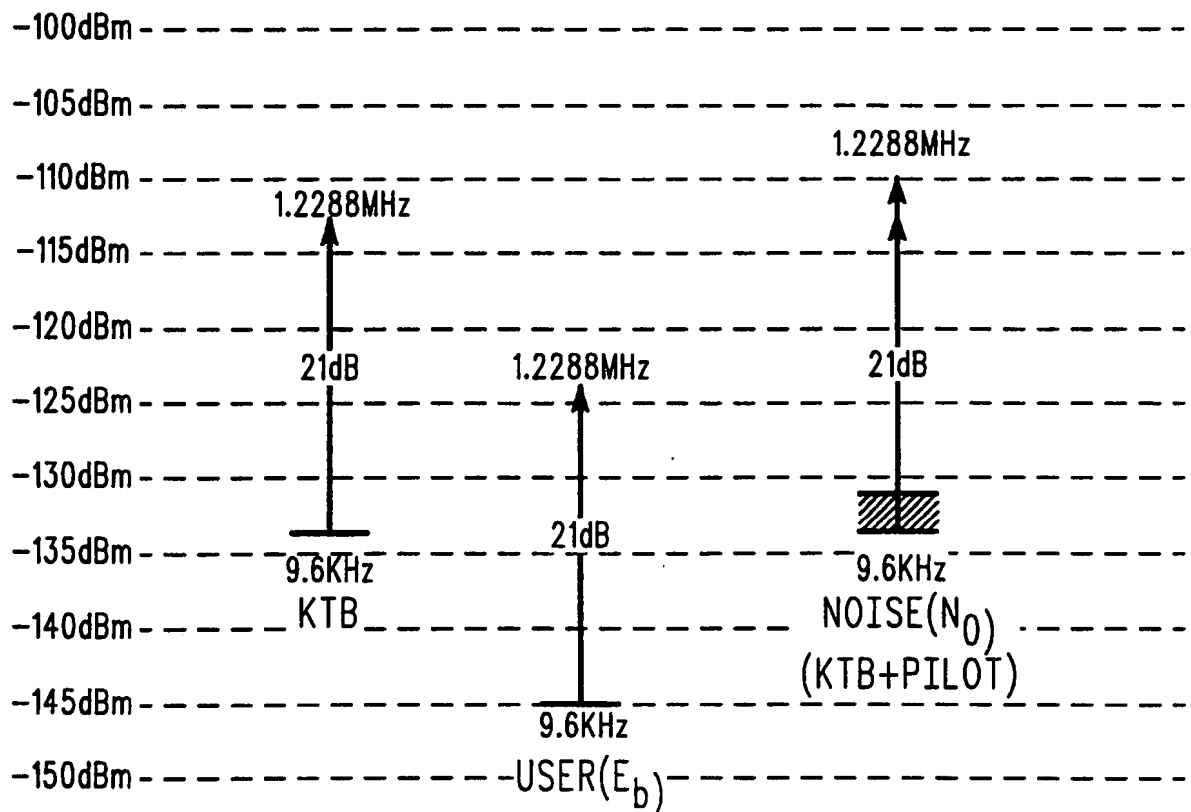 -100dBm
-105dBm
1.2288MHz
-110dBm
1.2288MHz
-115dBm
-120dBm
21dB
1.2288MHz
21dB
-125dBm
-130dBm
21dB
-135dBm
9.6KHz
9.6KHz
KTB
NOISE(N0)
-140dBm
(KTB+PILOT)
-145dBm
9.6KHz
-150dBm
USER(Eb)